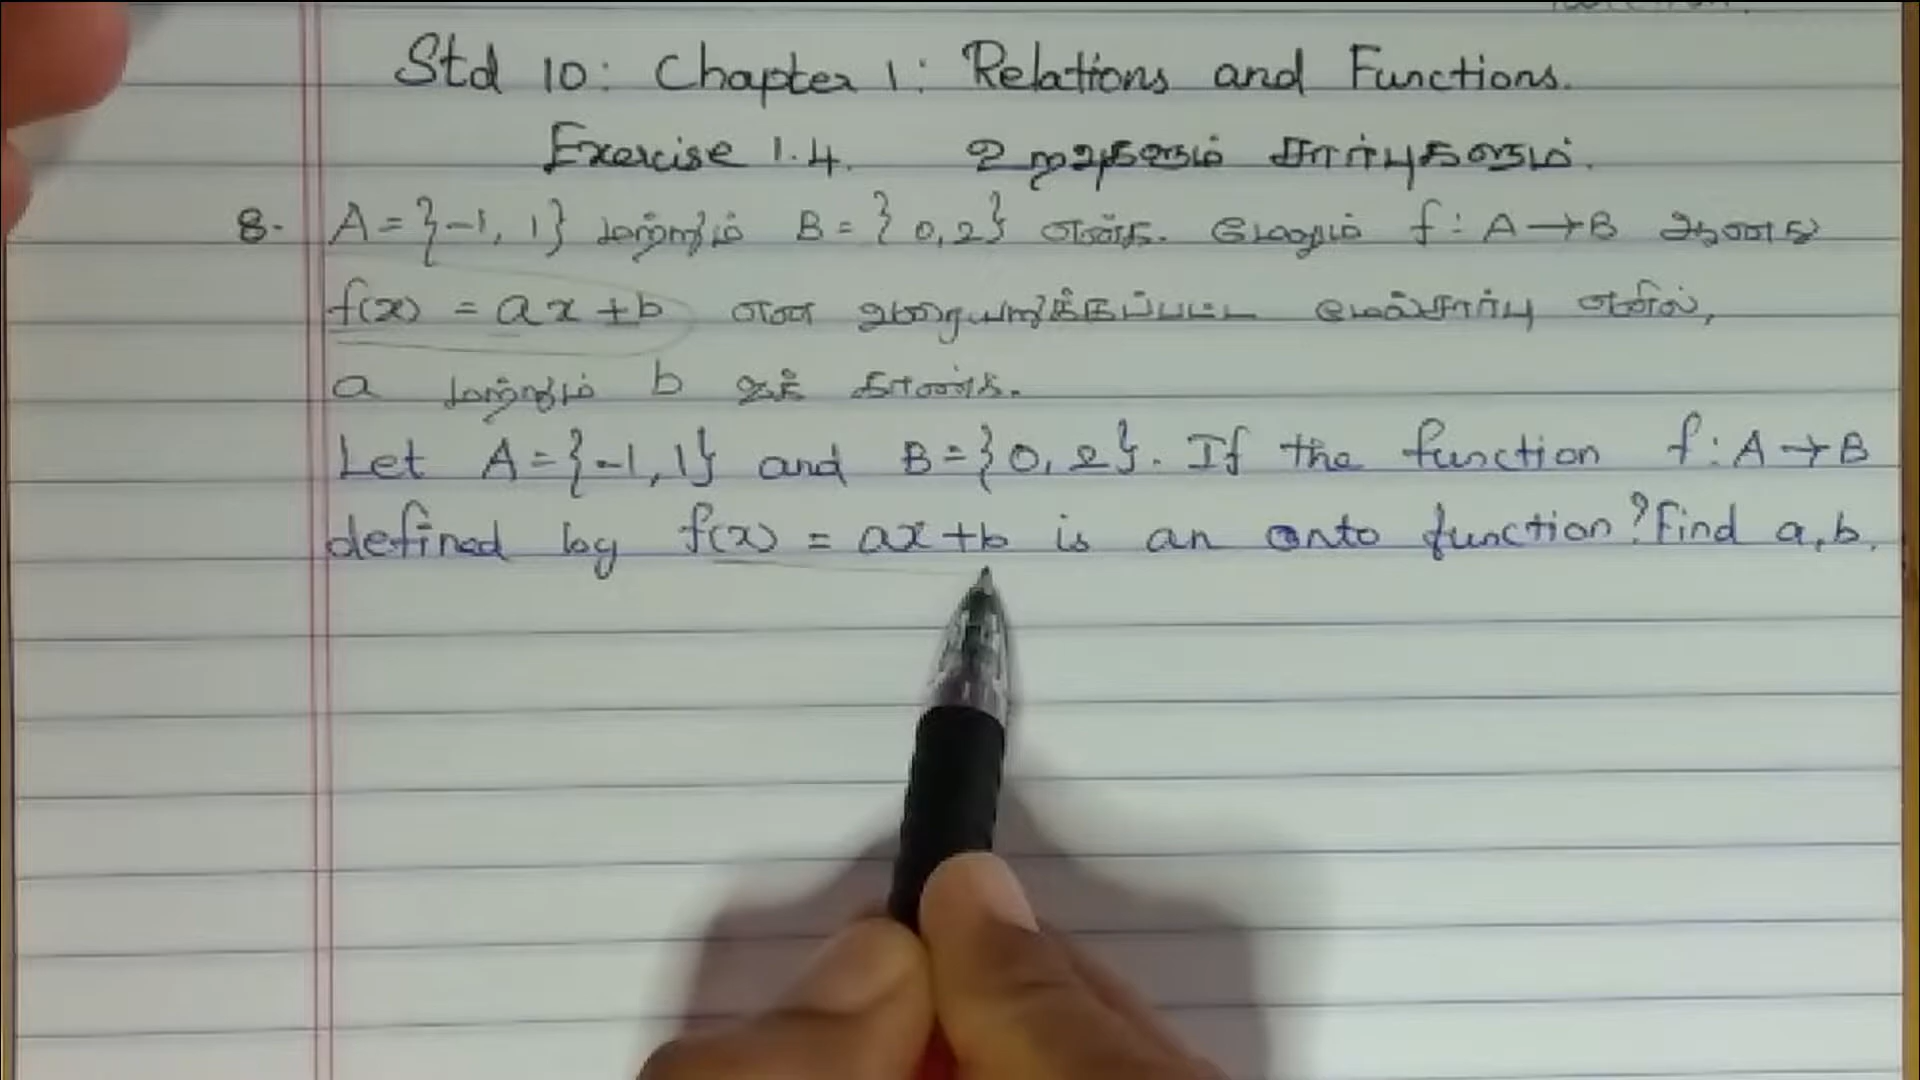 Std 10: Chapter 1: Relations and Functions.
Exercise 1.4. உறவுகளும் சார்புகளும்.
8. A = {-1, 1} மற்றும் B = {0, 2} என்க. மேலும் f : A → B ஆனது
f(x) = ax + b என வரையறுக்கப்பட்ட மேல்சார்பு எனில்,
a மற்றும் b ஐக் காண்க.
Let A = {-1, 1} and B = {0, 2}. If the function f : A → B
defined by f(x) = ax + b is an onto function? Find a, b.